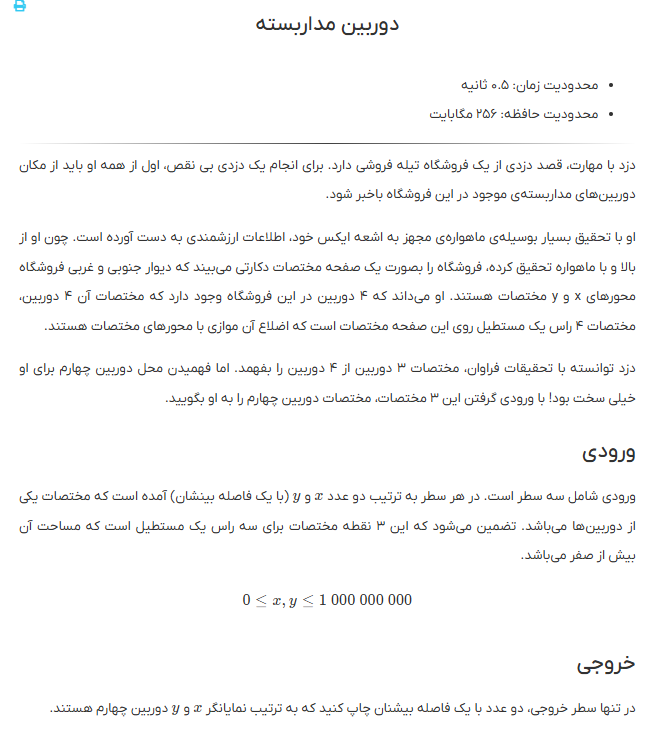 دوربین مداربسته
محدودیت زمان: ۰.۵ ثانیه
محدودیت حافظه: ۲۵۶ مگابایت
دزد با مهارت، قصد دزدی از یک فروشگاه تیله فروشی دارد. برای انجام یک دزدی بی نقص، اول از همه او باید از مکان
دوربین‌های مداربسته‌ی موجود در این فروشگاه باخبر شود.
او با تحقیق بسیار بوسیله‌ی ماهواره‌ی مجهز به اشعه ایکس خود، اطلاعات ارزشمندی به دست آورده است. چون او از
بالا و با ماهواره تحقیق کرده، فروشگاه را بصورت یک صفحه مختصات دکارتی می‌بیند که دیوار جنوبی و غربی فروشگاه
محورهای x و y مختصات هستند. او می‌داند که ۴ دوربین در این فروشگاه وجود دارد که مختصات آن ۴ دوربین،
مختصات ۴ راس یک مستطیل روی این صفحه مختصات است که اضلاع آن موازی با محورهای مختصات هستند.
دزد توانسته با تحقیقات فراوان، مختصات ۳ دوربین از ۴ دوربین را بفهمد. اما فهمیدن محل دوربین چهارم برای او
خیلی سخت بود! با ورودی گرفتن این ۳ مختصات، مختصات دوربین چهارم را به او بگویید.
ورودی
ورودی شامل سه سطر است. در هر سطر به ترتیب دو عدد x و y (با یک فاصله بینشان) آمده است که مختصات یکی
از دوربین‌ها می‌باشد. تضمین می‌شود که این ۳ نقطه مختصات برای سه راس یک مستطیل است که مساحت آن
بیش از صفر می‌باشد.
0 ≤ x, y ≤ 1 000 000 000
خروجی
در تنها سطر خروجی، دو عدد با یک فاصله بیشنان چاپ کنید که به ترتیب نمایانگر x و y دوربین چهارم هستند.